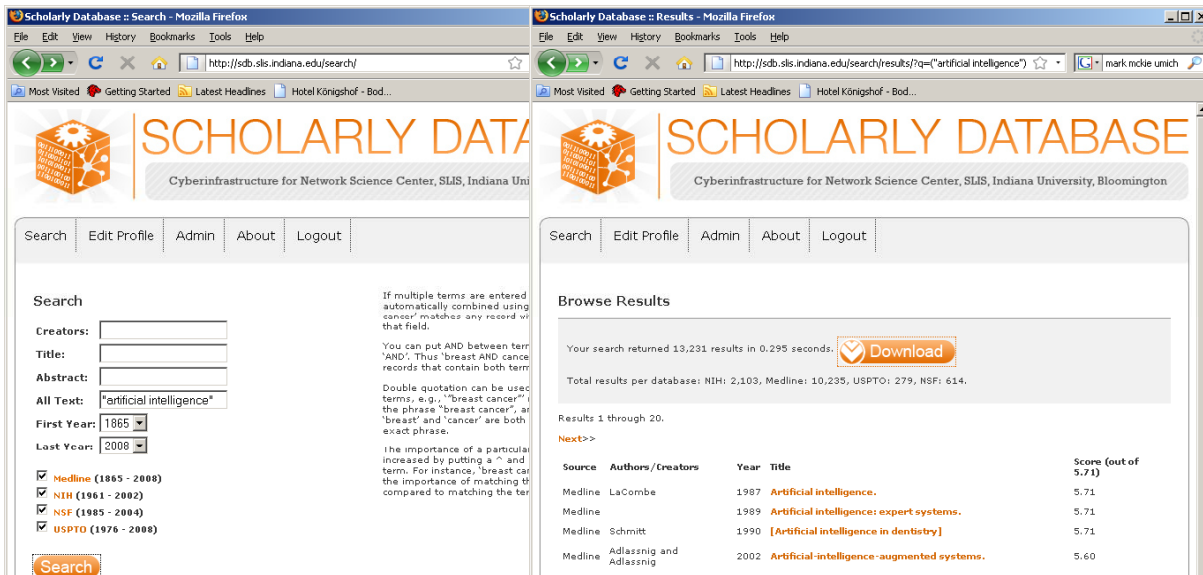 Scholarly Database :: Search - Mozilla Firefox
File Edit View History Bookmarks Tools Help
http://sdb.slis.indiana.edu/search/
Most Visited Getting Started Latest Headlines Hotel Königshof - Bod...
SCHOLARLY DATA
Cyberinfrastructure for Network Science Center, SLIS, Indiana Uni
Search Edit Profile Admin About Logout
Search
Creators:
Title:
Abstract:
All Text: "artificial intelligence"
First Year: 1865
Last Year: 2008
Medline (1865 - 2008)
NIH (1961 - 2002)
NSF (1985 - 2004)
USPTO (1976 - 2008)
Search
If multiple terms are entered
automatically combined using
cancer' matches any record wi
that field.
You can put AND between terr
'AND'. Thus 'breast AND cance
records that contain both term
Double quotation can be used
terms, e.g., '"breast cancer"'
the phrase "breast cancer", ar
'breast' and 'cancer' are both
exact phrase.
The importance of a particula
increased by putting a ^ and
term. For instance, 'breast car
the importance of matching th
compared to matching the ter
Scholarly Database :: Results - Mozilla Firefox
File Edit View History Bookmarks Tools Help
http://sdb.slis.indiana.edu/search/results/?q=("artificial intelligence") mark mckie umich
Most Visited Getting Started Latest Headlines Hotel Königshof - Bod...
SCHOLARLY DATABASE
Cyberinfrastructure for Network Science Center, SLIS, Indiana University, Bloomington
Search Edit Profile Admin About Logout
Browse Results
Your search returned 13,231 results in 0.295 seconds. Download
Total results per database: NIH: 2,103, Medline: 10,235, USPTO: 279, NSF: 614.
Results 1 through 20.
Next>>
Source Authors/Creators Year Title Score (out of
5.71)
Medline LaCombe 1987 Artificial intelligence. 5.71
Medline 1989 Artificial intelligence: expert systems. 5.71
Medline Schmitt 1990 [Artificial intelligence in dentistry] 5.71
Medline Adlassnig and
Adlassnig 2002 Artificial-intelligence-augmented systems. 5.60